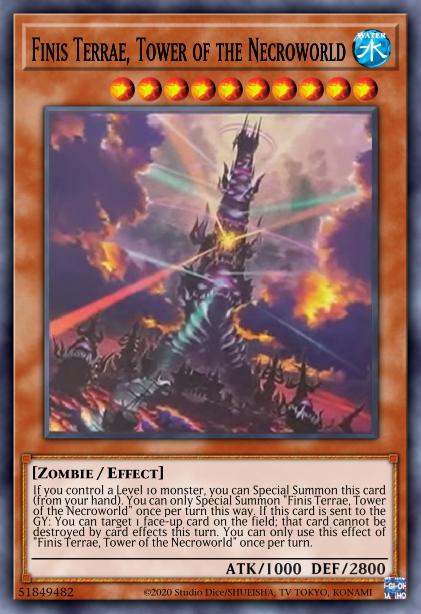 Finis Terrae, Tower of the Necroworld
WATER
水
[Zombie / Effect]
If you control a Level 10 monster, you can Special Summon this card
(from your hand). You can only Special Summon "Finis Terrae, Tower
of the Necroworld" once per turn this way. If this card is sent to the
GY: You can target 1 face-up card on the field; that card cannot be
destroyed by card effects this turn. You can only use this effect of
"Finis Terrae, Tower of the Necroworld" once per turn.
ATK/1000 DEF/2800
51849482
©2020 Studio Dice/SHUEISHA, TV TOKYO, KONAMI